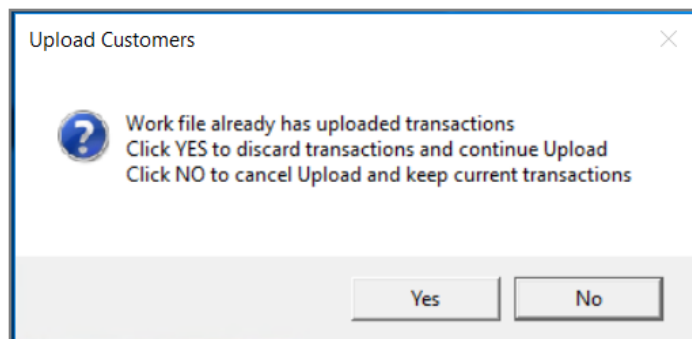 Upload Customers
Work file already has uploaded transactions
Click YES to discard transactions and continue Upload
Click NO to cancel Upload and keep current transactions
Yes
No